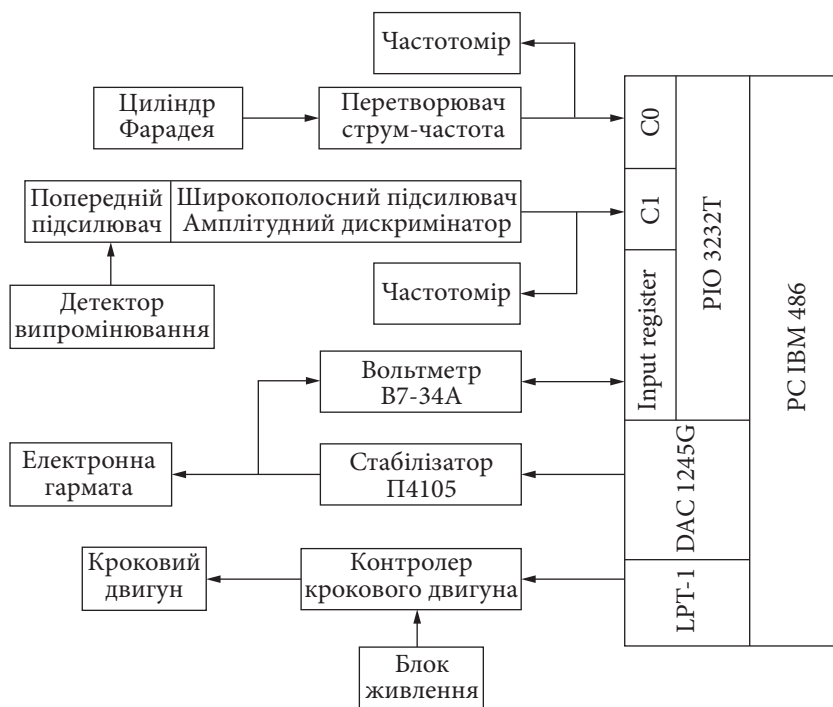 Частотомір
Циліндр
Фарадея
Перетворювач
струм-частота
C0
Попередній
підсилювач
Широкополосний підсилювач
Амплітудний дискримінатор
C1
PIO 3232T
PC IBM 486
Детектор
випромінювання
Частотомір
Input register
Вольтметр
В7-34А
Електронна
гармата
Стабілізатор
П4105
DAC 1245G
Кроковий
двигун
Контролер
крокового двигуна
LPT-1
Блок
живлення